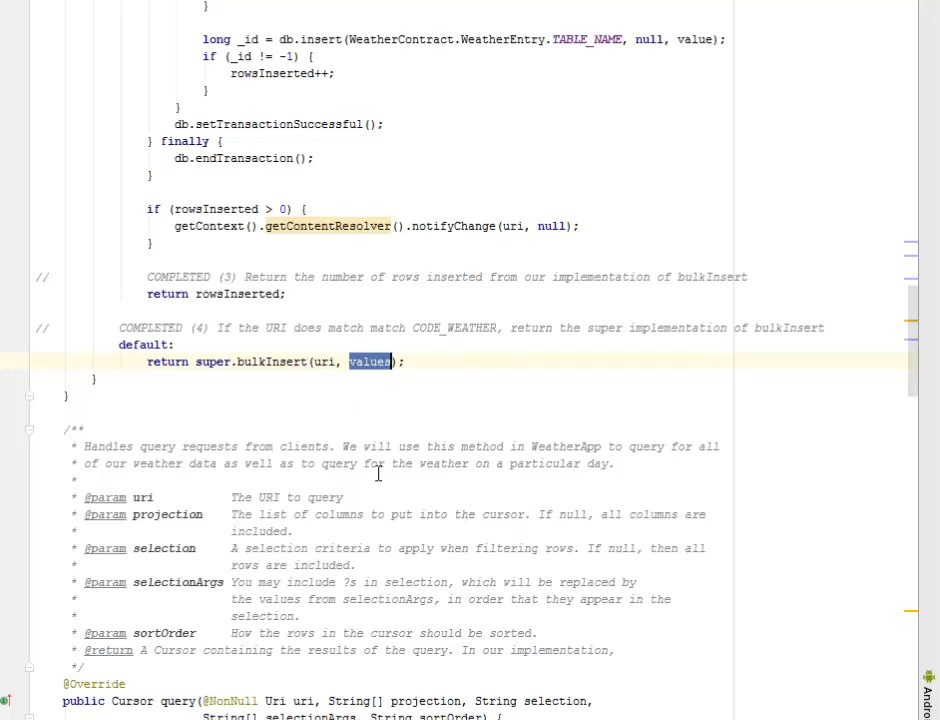 }
long _id = db.insert(WeatherContract.WeatherEntry.TABLE_NAME, null, value);
if (_id != -1) {
rowsInserted++;
}
}
db.setTransactionSuccessful();
} finally {
db.endTransaction();
}
if (rowsInserted > 0) {
getContext().getContentResolver().notifyChange(uri, null);
}
// COMPLETED (3) Return the number of rows inserted from our implementation of bulkInsert
return rowsInserted;
// COMPLETED (4) If the URI does match match CODE_WEATHER, return the super implementation of bulkInsert
default:
return super.bulkInsert(uri, values);
}
}
/**
* Handles query requests from clients. We will use this method in WeatherApp to query for all
* of our weather data as well as to query for the weather on a particular day.
*
* @param uri The URI to query
* @param projection The list of columns to put into the cursor. If null, all columns are
* included.
* @param selection A selection criteria to apply when filtering rows. If null, then all
* rows are included.
* @param selectionArgs You may include ?s in selection, which will be replaced by
* the values from selectionArgs, in order that they appear in the
* selection.
* @param sortOrder How the rows in the cursor should be sorted.
* @return A Cursor containing the results of the query. In our implementation,
*/
@Override
public Cursor query(@NonNull Uri uri, String[] projection, String selection,
String[] selectionArgs, String sortOrder) {
Andro